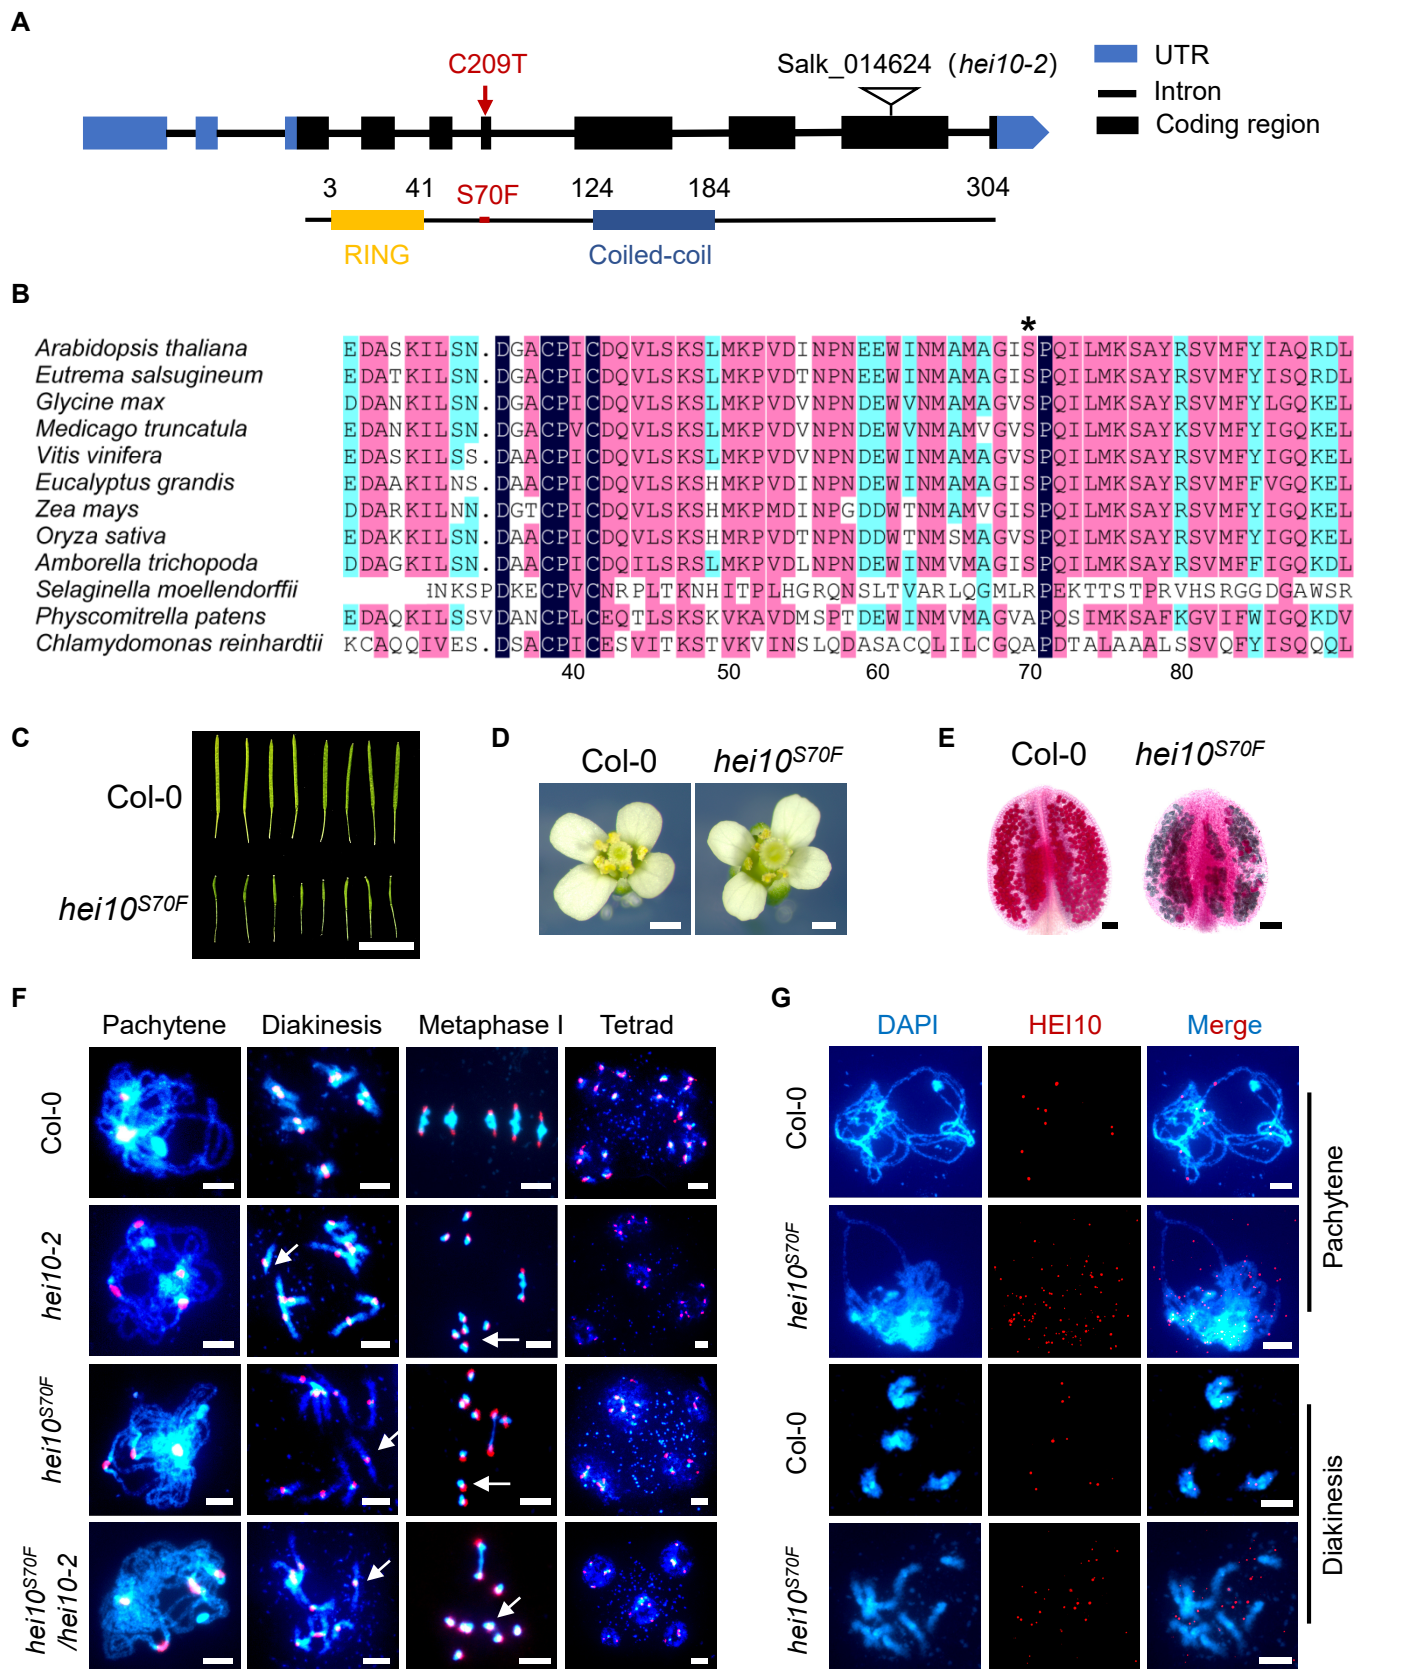 A
C209T
Salk_014624 (hei10-2)
UTR
Intron
Coding region
3 41 S70F 124 184 304
RING
Coiled-coil
B
*
Arabidopsis thaliana EDASKILSN.DGACPICDQVLSKSLMKPVDINPNEEWINMAMAGISPQILMKSAYRSVMFYIAQRDL
Eutrema salsugineum EDATKILSN.DGACPICDQVLSKSLMKPVDTNPNEEWINMAMAGISPQILMKSAYRSVMFYISQRDL
Glycine max DDANKILSN.DGACPICDQVLSKSLMKPVDVNPNDEWVNMAMAGVSPQILMKSAYRSVMFYLGQKEL
Medicago truncatula EDANKILSN.DGACPVCDQVLSKSLMKPVDVNPNDEWVNMAMVGVSPQILMKSAYKSVMFYIGQKEL
Vitis vinifera EDASKILSS.DAACPICDQVLSKSLMKPVDVNPNDEWINMAMAGVSPQILMKSAYRSVMFYIGQKEL
Eucalyptus grandis EDAAKILNS.DAACPICDQVLSKSHMKPVDINPNDEWINMAMAGISPQILMKSAYRSVMFFVGQKEL
Zea mays DDARKILNN.DGTCPICDQVLSKSHMKPMDINPGDDWTNMAMVGISPQILMKSAYRSVMFYIGQKEL
Oryza sativa EDAKKILSN.DAACPICDQVLSKSHMRPVDTNPNDDWTNMSMAGVSPQILMKSAYRSVMFYIGQKEL
Amborella trichopoda DDAGKILSN.DAACPICDQILSRSLMKPVDLNPNDEWINMVMAGISPQILMKSAYRSVMFFIGQKDL
Selaginella moellendorffii INKSPDKECPVCNRPLTKNHITPLHGRQNSLTVARLQGMLRPEKTTSTPRVHSRGGDGAWSR
Physcomitrella patens EDAQKILSSVDANCPLCEQTLSKSKVKAVDMSPTDEWINMVMAGVAPQSIMKSAFKGVIFWIGQKDV
Chlamydomonas reinhardtii KCAQQIVES.DSACPICESVITKSTVKVINSLQDASACQLILCGQAPDTALAAALSSVQFYISQQQL
40 50 60 70 80
C
Col-0
hei10S70F
D
Col-0 hei10S70F
E
Col-0 hei10S70F
F
Pachytene Diakinesis Metaphase I Tetrad
Col-0
hei10-2
hei10S70F
hei10S70F
/hei10-2
G
DAPI HEI10 Merge
Col-0
hei10S70F
Pachytene
Col-0
hei10S70F
Diakinesis